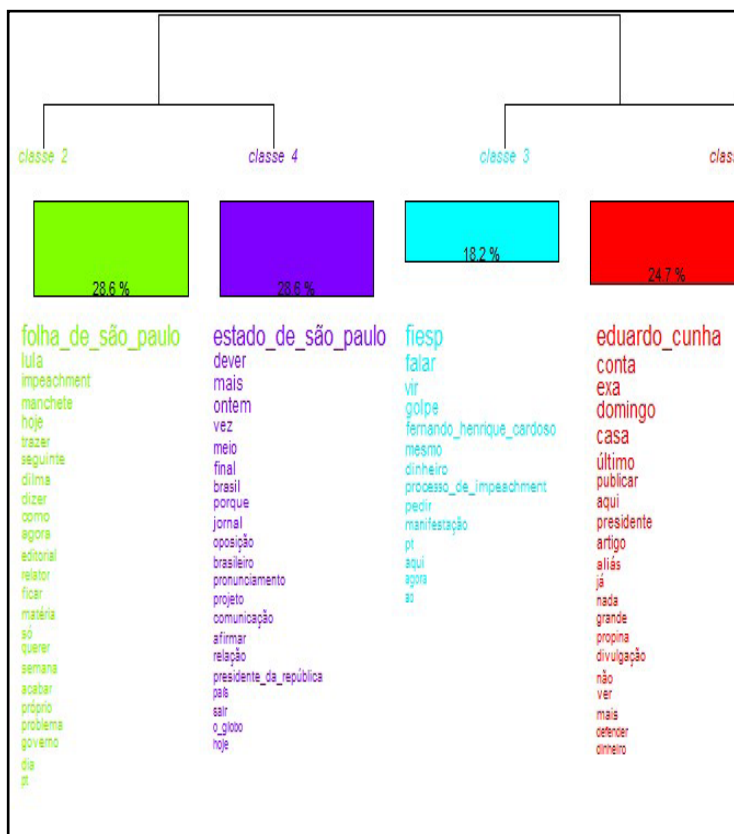 classe 2
classe 4
classe 3
clas
28.6 %
28.6 %
18.2 %
24.7 %
folha_de_são_paulo
lula
impeachment
manchete
hoje
trazer
seguinte
dilma
dizer
como
agora
editorial
relator
ficar
matéria
só
querer
semana
acabar
próprio
problema
governo
dia
pt
estado_de_são_paulo
dever
mais
ontem
vez
meio
final
brasil
porque
jornal
oposição
brasileiro
pronunciamento
projeto
comunicação
afirmar
relação
presidente_da_república
país
sair
o_globo
hoje
fiesp
falar
vir
golpe
fernando_henrique_cardoso
mesmo
dinheiro
processo_de_impeachment
pedir
manifestação
pt
aqui
agora
eduardo_cunha
conta
exa
domingo
casa
último
publicar
aqui
presidente
artigo
aliás
já
nada
grande
propina
divulgação
não
ver
mais
defender
dinheiro